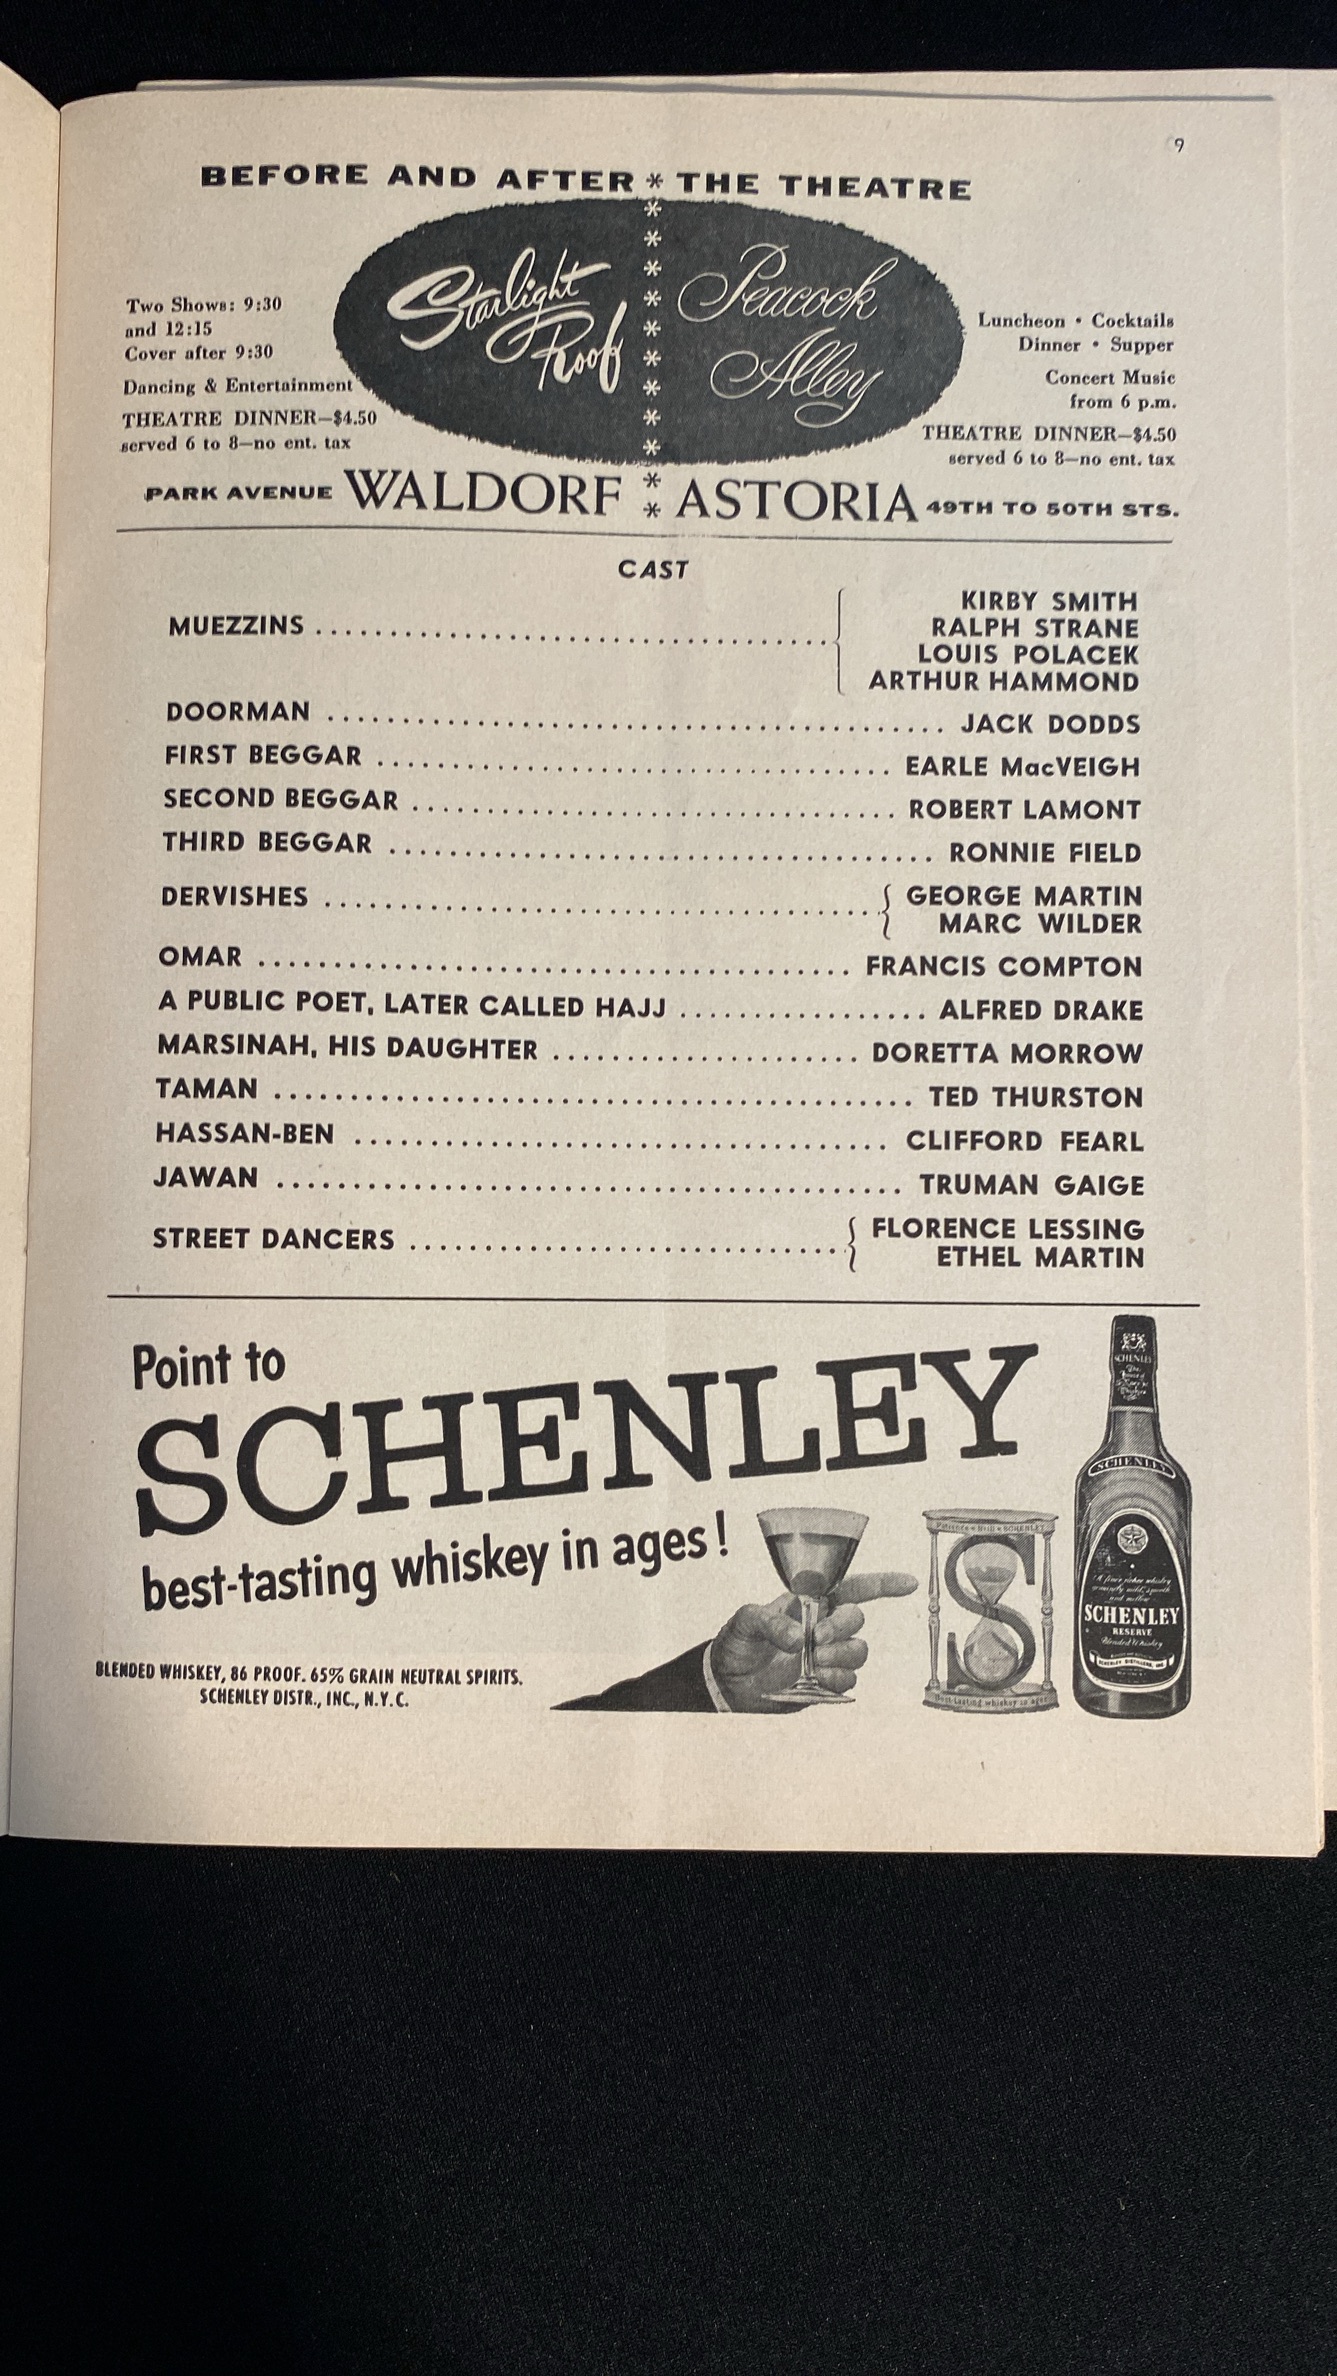 9
BEFORE AND AFTER * THE THEATRE
Starlight
Roof
Peacock
Alley
Two Shows: 9:30
and 12:15
Cover after 9:30
Dancing & Entertainment
THEATRE DINNER—$4.50
served 6 to 8—no ent. tax
Luncheon • Cocktails
Dinner • Supper
Concert Music
from 6 p.m.
THEATRE DINNER—$4.50
served 6 to 8—no ent. tax
PARK AVENUE WALDORF * ASTORIA 49TH TO 50TH STS.
CAST
MUEZZINS
KIRBY SMITH
RALPH STRANE
LOUIS POLACEK
ARTHUR HAMMOND
DOORMAN ........ JACK DODDS
FIRST BEGGAR ........ EARLE MacVEIGH
SECOND BEGGAR ........ ROBERT LAMONT
THIRD BEGGAR ........ RONNIE FIELD
DERVISHES
GEORGE MARTIN
MARC WILDER
OMAR ........ FRANCIS COMPTON
A PUBLIC POET, LATER CALLED HAJJ ........ ALFRED DRAKE
MARSINAH, HIS DAUGHTER ........ DORETTA MORROW
TAMAN ........ TED THURSTON
HASSAN-BEN ........ CLIFFORD FEARL
JAWAN ........ TRUMAN GAIGE
STREET DANCERS
FLORENCE LESSING
ETHEL MARTIN
Point to
SCHENLEY
best-tasting whiskey in ages!
BLENDED WHISKEY, 86 PROOF. 65% GRAIN NEUTRAL SPIRITS.
SCHENLEY DISTR., INC., N.Y.C.
S
Best-tasting whiskey in ages
SCHENLEY
SCHENLEY
SCHENLEY
RESERVE
Blended Whiskey